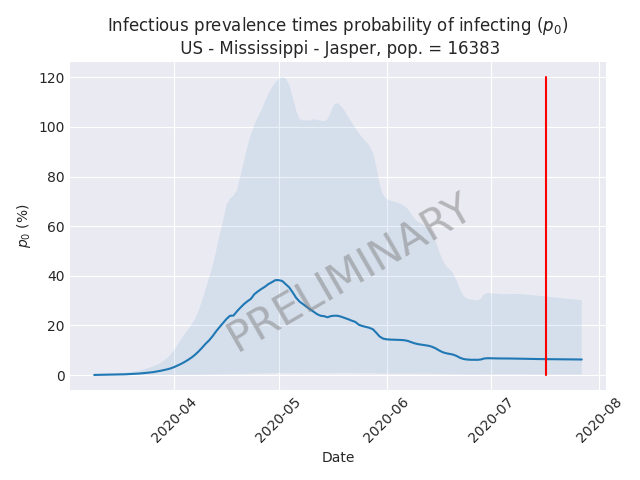 Infectious prevalence times probability of infecting (p₀)
US - Mississippi - Jasper, pop. = 16383
120
100
80
60
40
20
0
p₀ (%)
PRELIMINARY
2020-04
2020-05
2020-06
2020-07
2020-08
Date